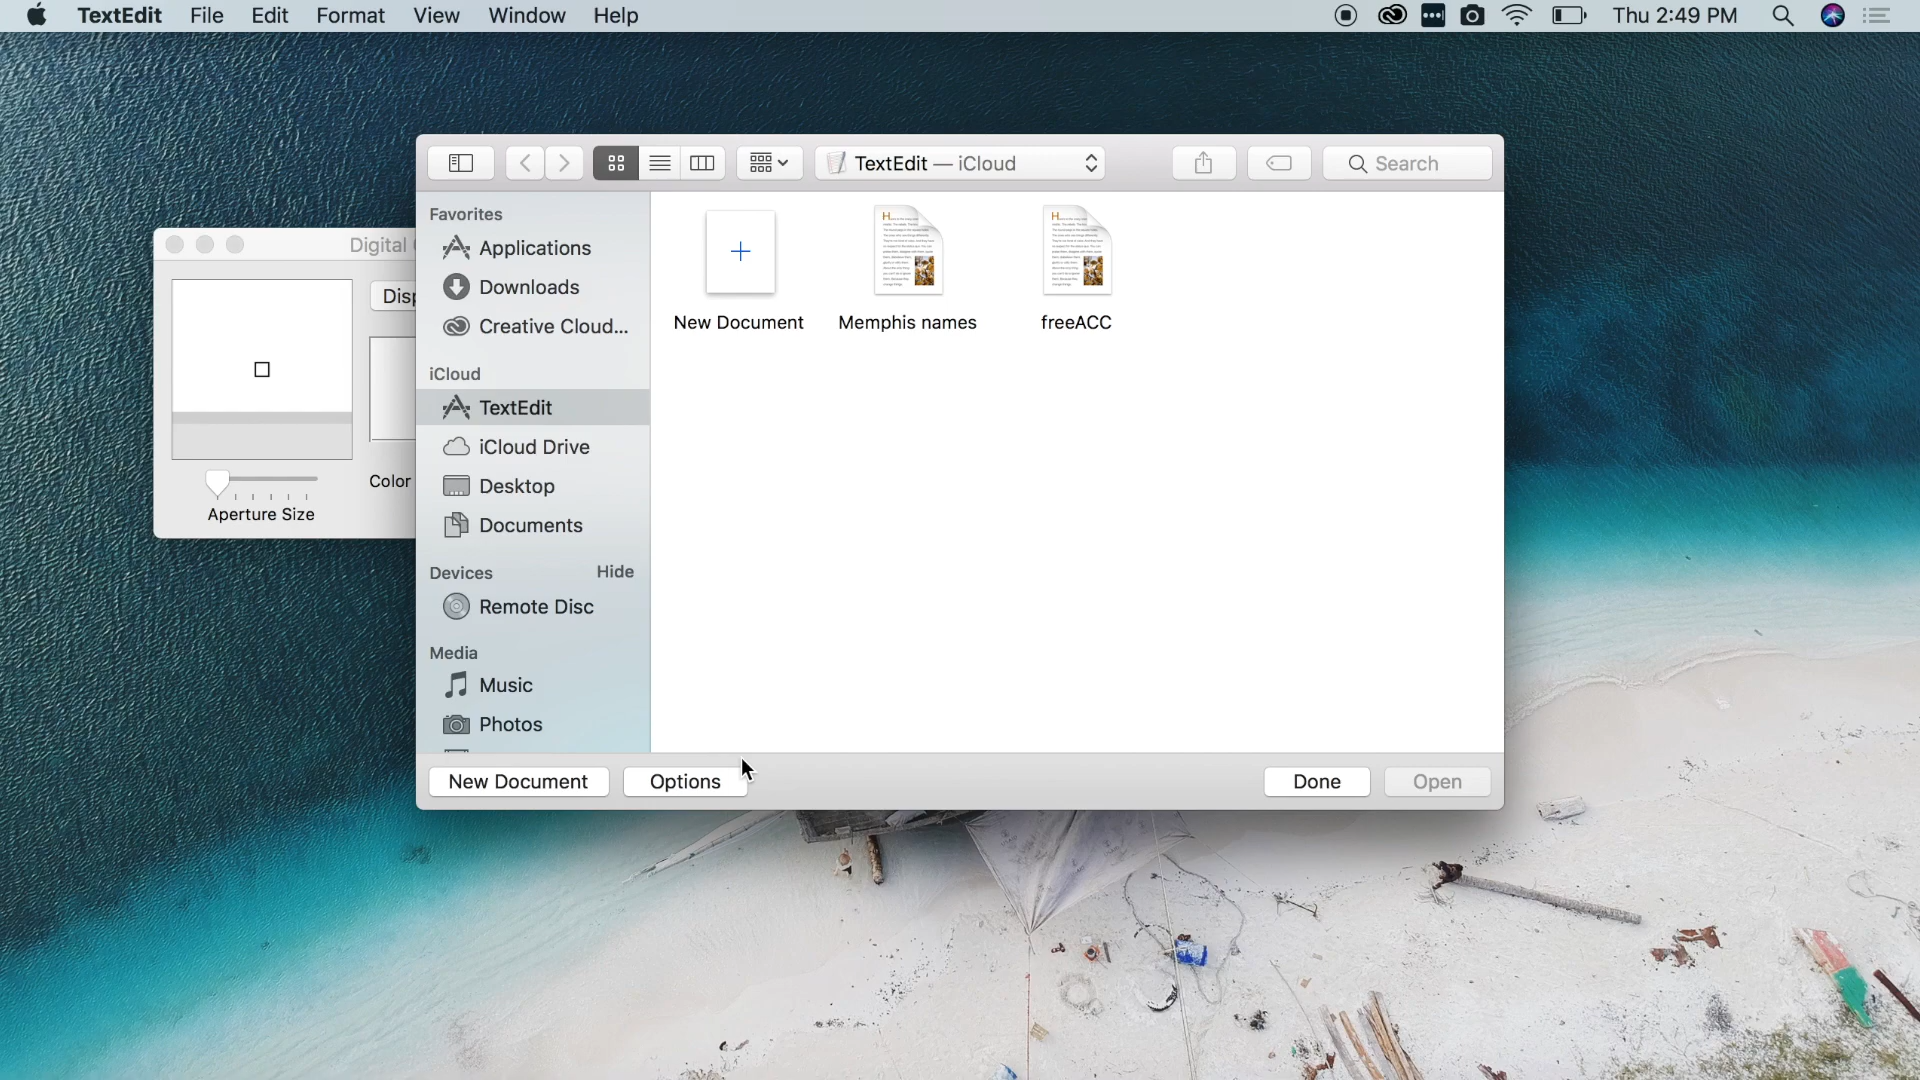 TextEdit File Edit Format View Window Help Thu 2:49 PM
TextEdit — iCloud Search
Digital
Disp
Color
Aperture Size
Favorites
Applications
Downloads
Creative Cloud...
iCloud
TextEdit
iCloud Drive
Desktop
Documents
Devices Hide
Remote Disc
Media
Music
Photos
New Document Memphis names freeACC
New Document Options Done Open